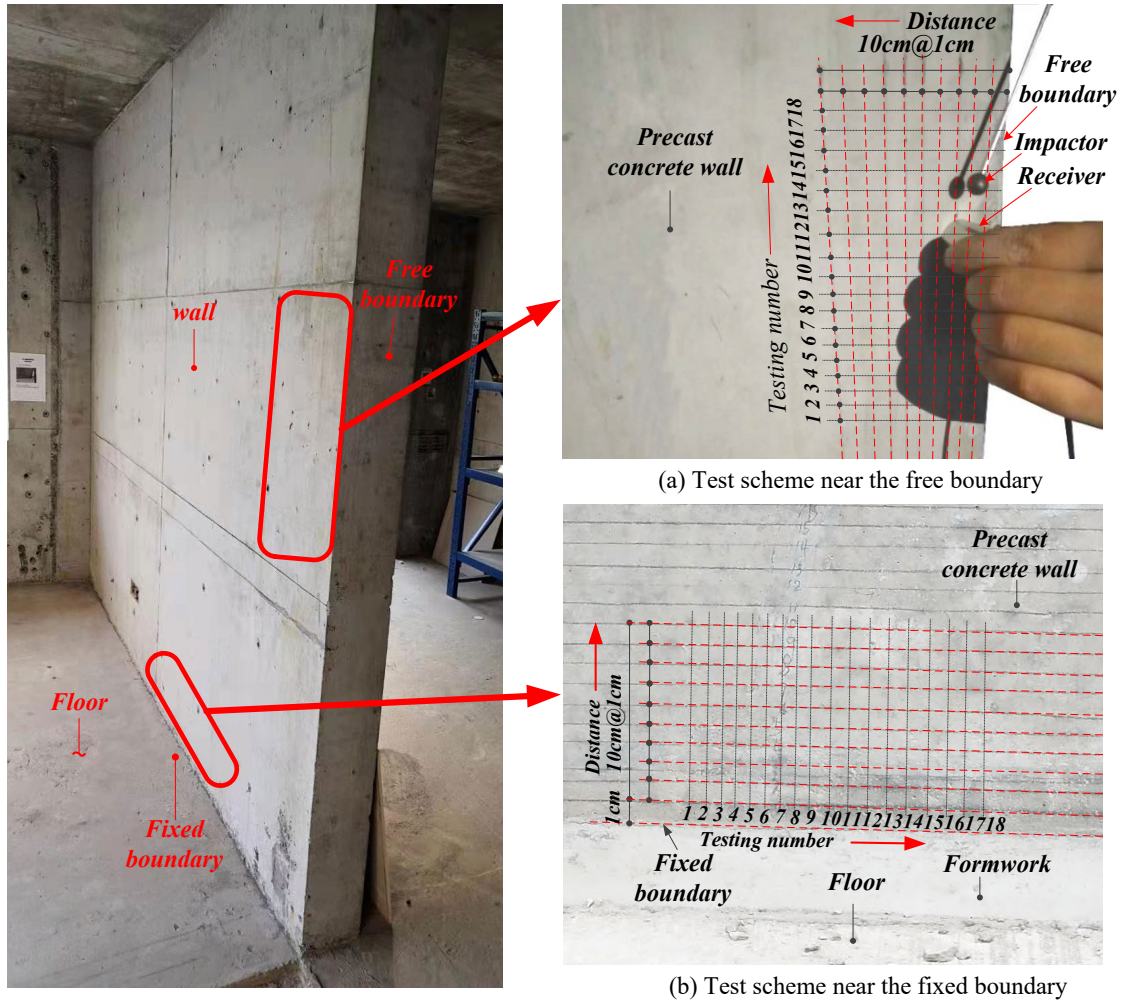 wall
Free
boundary
Floor
Fixed
boundary
Distance
10cm@1cm
Free
boundary
Impactor
Receiver
Precast
concrete wall
Testing number
1 2 3 4 5 6 7 8 9 10 11 12 13 14 15 16 17 18
(a) Test scheme near the free boundary
Precast
concrete wall
Distance
10cm@1cm
1cm
1 2 3 4 5 6 7 8 9 10 11 12 13 14 15 16 17 18
Testing number
Fixed
boundary
Floor
Formwork
(b) Test scheme near the fixed boundary